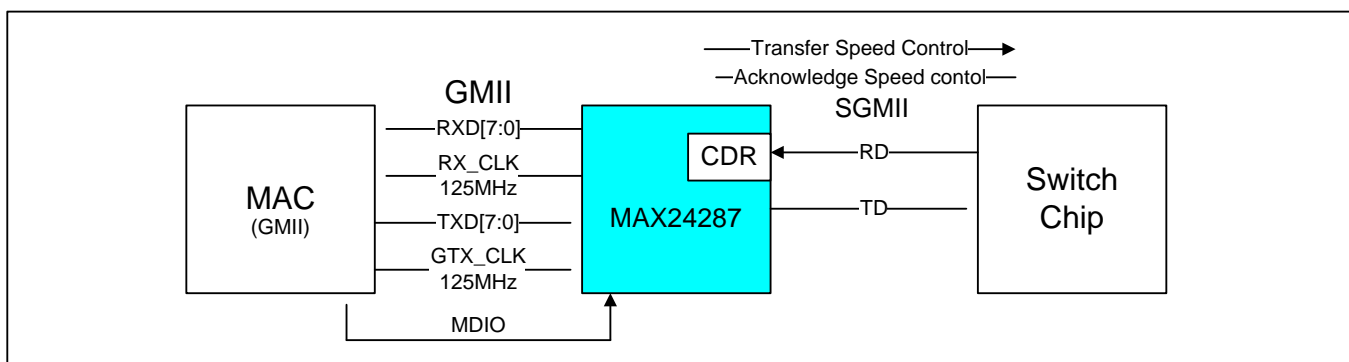 Transfer Speed Control
Acknowledge Speed contol
GMII
SGMII
RXD[7:0]
RX_CLK
125MHz
TXD[7:0]
GTX_CLK
125MHz
MAC
(GMII)
CDR
MAX24287
RD
TD
Switch
Chip
MDIO